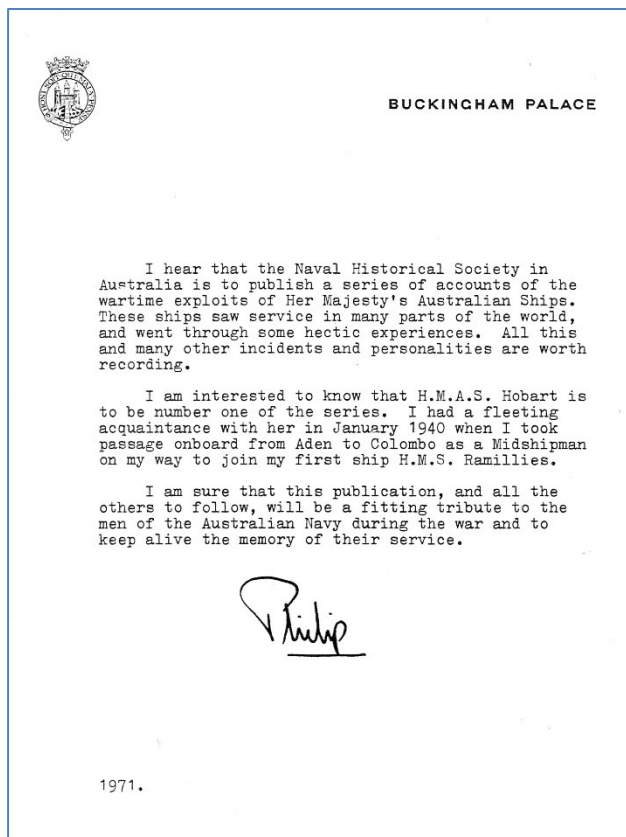 BUCKINGHAM PALACE
I hear that the Naval Historical Society in
Australia is to publish a series of accounts of the
wartime exploits of Her Majesty's Australian Ships.
These ships saw service in many parts of the world,
and went through some hectic experiences.  All this
and many other incidents and personalities are worth
recording.
I am interested to know that H.M.A.S. Hobart is
to be number one of the series.  I had a fleeting
acquaintance with her in January 1940 when I took
passage onboard from Aden to Colombo as a Midshipman
on my way to join my first ship H.M.S. Ramillies.
I am sure that this publication, and all the
others to follow, will be a fitting tribute to the
men of the Australian Navy during the war and to
keep alive the memory of their service.
Philip
1971.